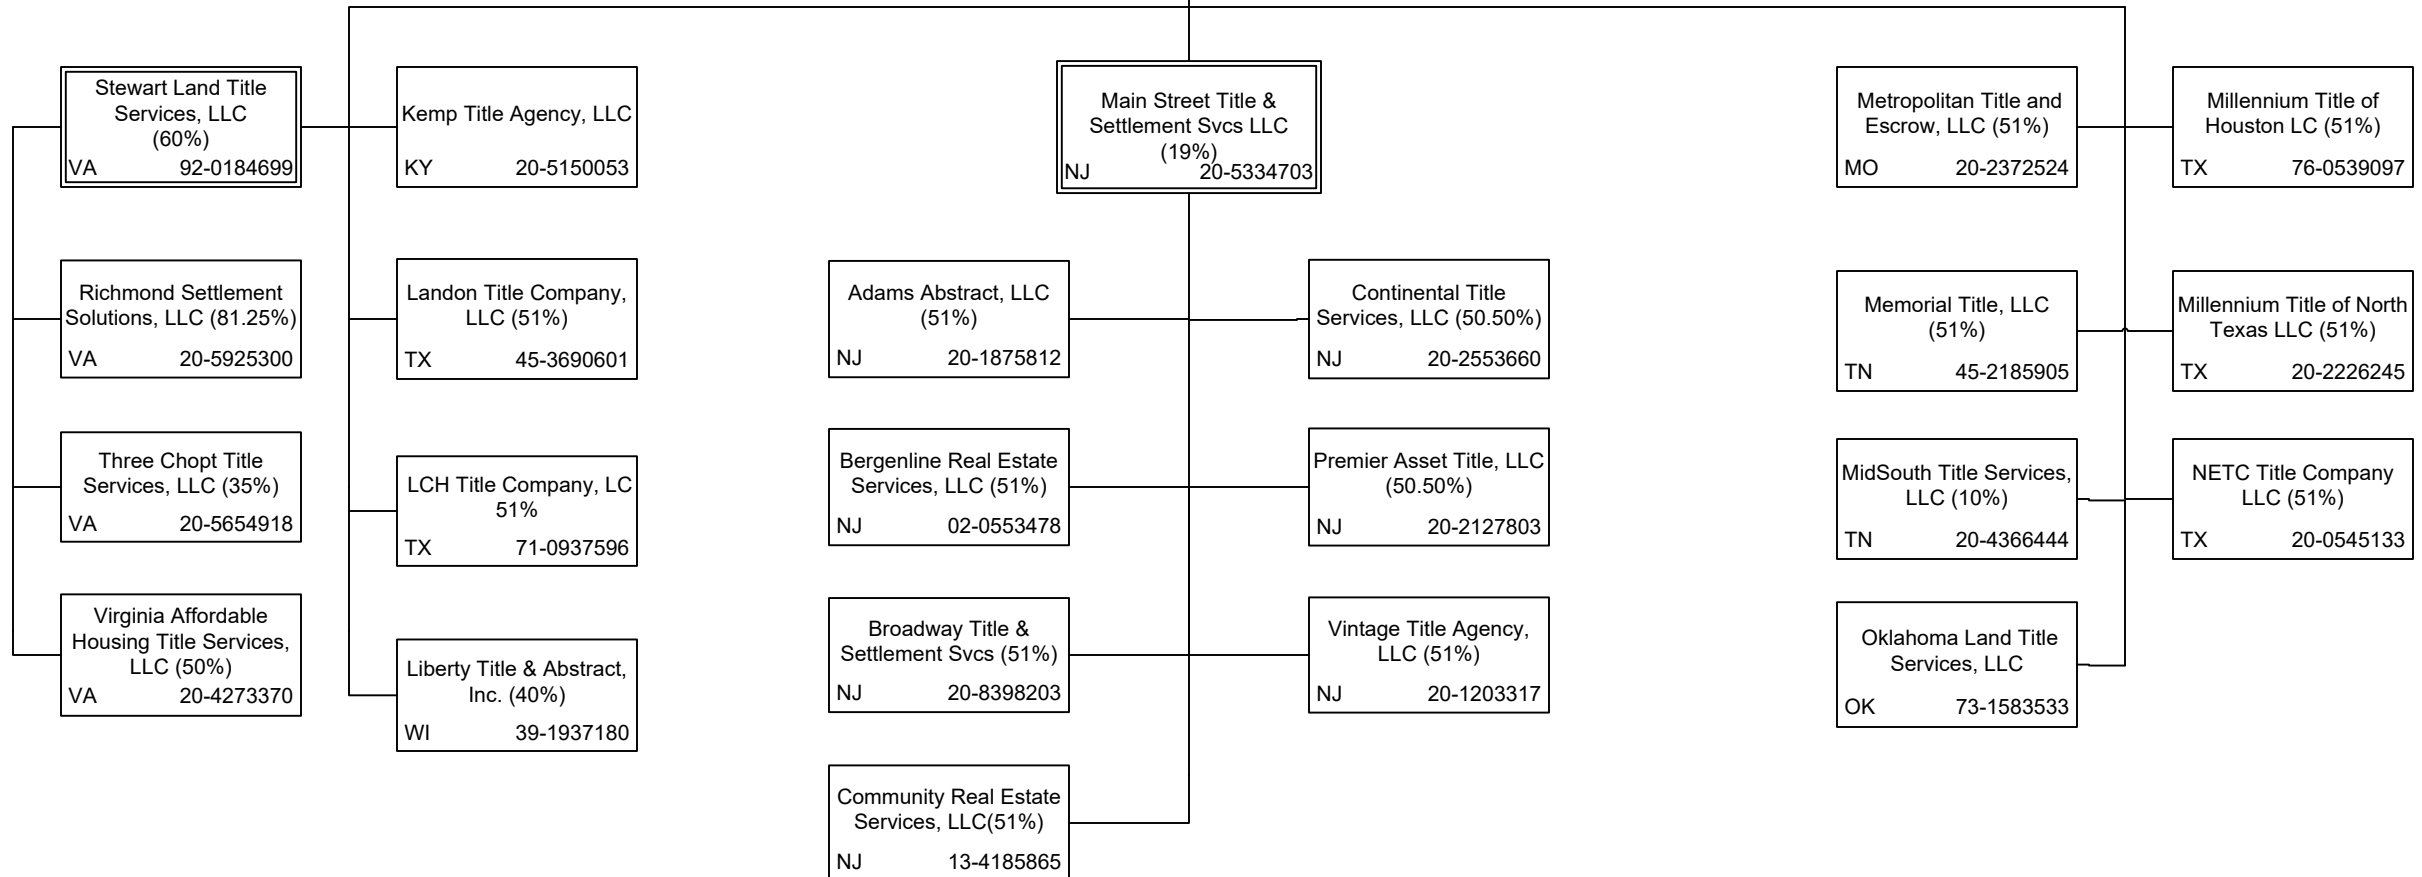 Stewart Land Title
Services, LLC
(60%)
VA 92-0184699
Kemp Title Agency, LLC
KY 20-5150053
Main Street Title &
Settlement Svcs LLC
(19%)
NJ 20-5334703
Metropolitan Title and
Escrow, LLC (51%)
MO 20-2372524
Millennium Title of
Houston LC (51%)
TX 76-0539097
Richmond Settlement
Solutions, LLC (81.25%)
VA 20-5925300
Landon Title Company,
LLC (51%)
TX 45-3690601
Adams Abstract, LLC
(51%)
NJ 20-1875812
Continental Title
Services, LLC (50.50%)
NJ 20-2553660
Memorial Title, LLC
(51%)
TN 45-2185905
Millennium Title of North
Texas LLC (51%)
TX 20-2226245
Three Chopt Title
Services, LLC (35%)
VA 20-5654918
LCH Title Company, LC
51%
TX 71-0937596
Bergenline Real Estate
Services, LLC (51%)
NJ 02-0553478
Premier Asset Title, LLC
(50.50%)
NJ 20-2127803
MidSouth Title Services,
LLC (10%)
TN 20-4366444
NETC Title Company
LLC (51%)
TX 20-0545133
Virginia Affordable
Housing Title Services,
LLC (50%)
VA 20-4273370
Liberty Title & Abstract,
Inc. (40%)
WI 39-1937180
Broadway Title &
Settlement Svcs (51%)
NJ 20-8398203
Vintage Title Agency,
LLC (51%)
NJ 20-1203317
Oklahoma Land Title
Services, LLC
OK 73-1583533
Community Real Estate
Services, LLC(51%)
NJ 13-4185865